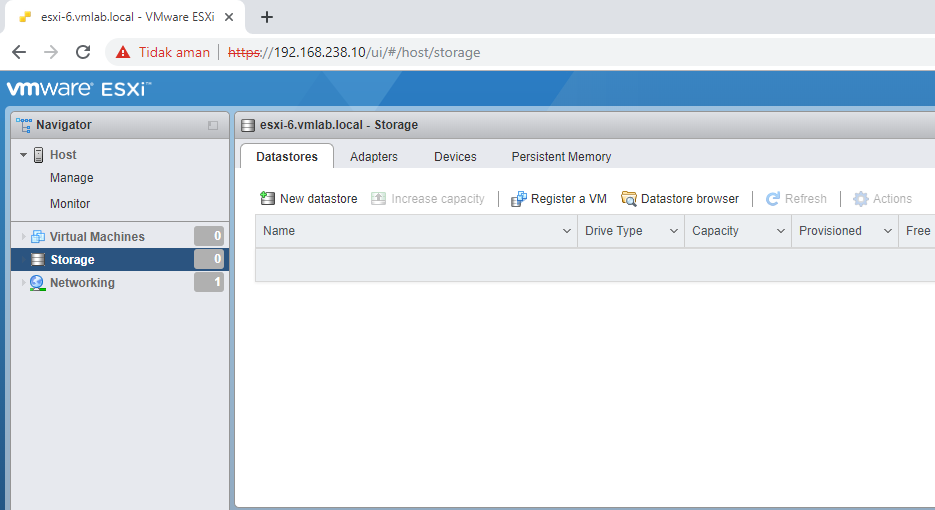 esxi-6.vmlab.local - VMware ESXi
Tidak aman | https://192.168.238.10/ui/#/host/storage
vmware ESXi™
Navigator
Host
Manage
Monitor
Virtual Machines 0
Storage 0
Networking 1
esxi-6.vmlab.local - Storage
Datastores Adapters Devices Persistent Memory
New datastore Increase capacity Register a VM Datastore browser Refresh Actions
Name Drive Type Capacity Provisioned Free